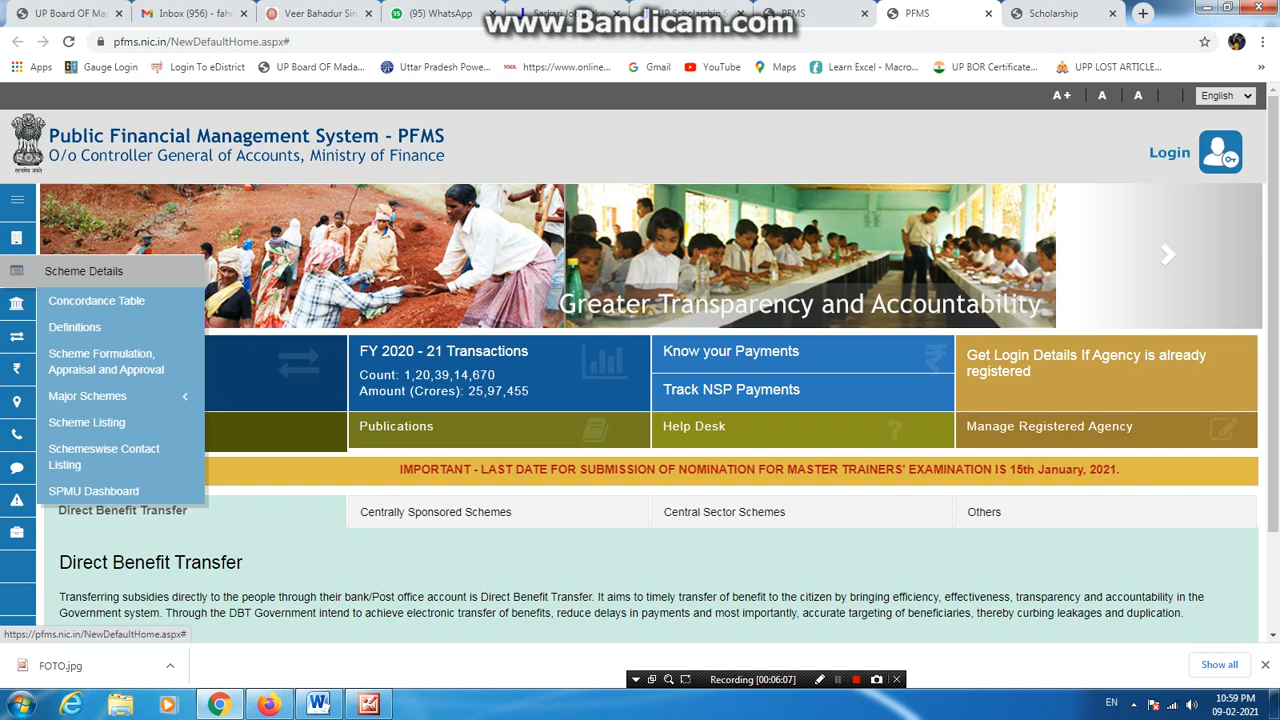 UP Board OF Ma
Inbox (956) - fah
Veer Bahadur Sin
(95) WhatsApp
PFMS
Scholarship
www.Bandicam.com
pfms.nic.in/NewDefaultHome.aspx#
Apps
Gauge Login
Login To eDistrict
UP Board OF Mada...
Uttar Pradesh Powe...
https://www.online...
Gmail
YouTube
Maps
Learn Excel - Macro...
UP BOR Certificate...
UPP LOST ARTICLE...
»
A+ | A | A |
English
Public Financial Management System - PFMS
O/o Controller General of Accounts, Ministry of Finance
Login
Greater Transparency and Accountability
Scheme Details
Concordance Table
Definitions
Scheme Formulation,
Appraisal and Approval
Major Schemes
Scheme Listing
Schemeswise Contact
Listing
SPMU Dashboard
FY 2020 - 21 Transactions
Count: 1,20,39,14,670
Amount (Crores): 25,97,455
Know your Payments
Track NSP Payments
Get Login Details If Agency is already
registered
Publications
Help Desk
Manage Registered Agency
IMPORTANT - LAST DATE FOR SUBMISSION OF NOMINATION FOR MASTER TRAINERS' EXAMINATION IS 15th January, 2021.
Direct Benefit Transfer
Centrally Sponsored Schemes
Central Sector Schemes
Others
Direct Benefit Transfer
Transferring subsidies directly to the people through their bank/Post office account is Direct Benefit Transfer. It aims to timely transfer of benefit to the citizen by bringing efficiency, effectiveness, transparency and accountability in the
Government system. Through the DBT Government intend to achieve electronic transfer of benefits, reduce delays in payments and most importantly, accurate targeting of beneficiaries, thereby curbing leakages and duplication.
https://pfms.nic.in/NewDefaultHome.aspx#
FOTO.jpg
Show all
Recording [00:06:07]
EN
10:59 PM
09-02-2021